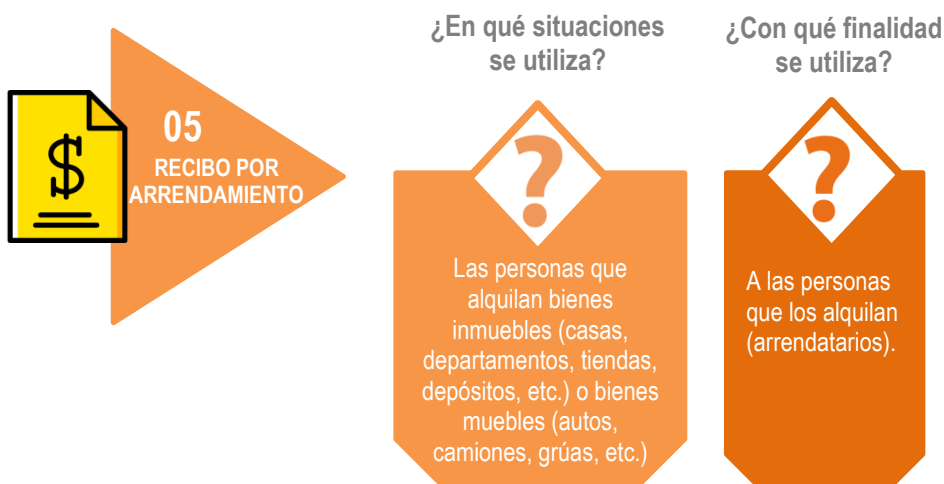 05
RECIBO POR
ARRENDAMIENTO
¿En qué situaciones
se utiliza?
Las personas que
alquilan bienes
inmuebles (casas,
departamentos, tiendas,
depósitos, etc.) o bienes
muebles (autos,
camiones, grúas, etc.)
¿Con qué finalidad
se utiliza?
A las personas
que los alquilan
(arrendatarios).